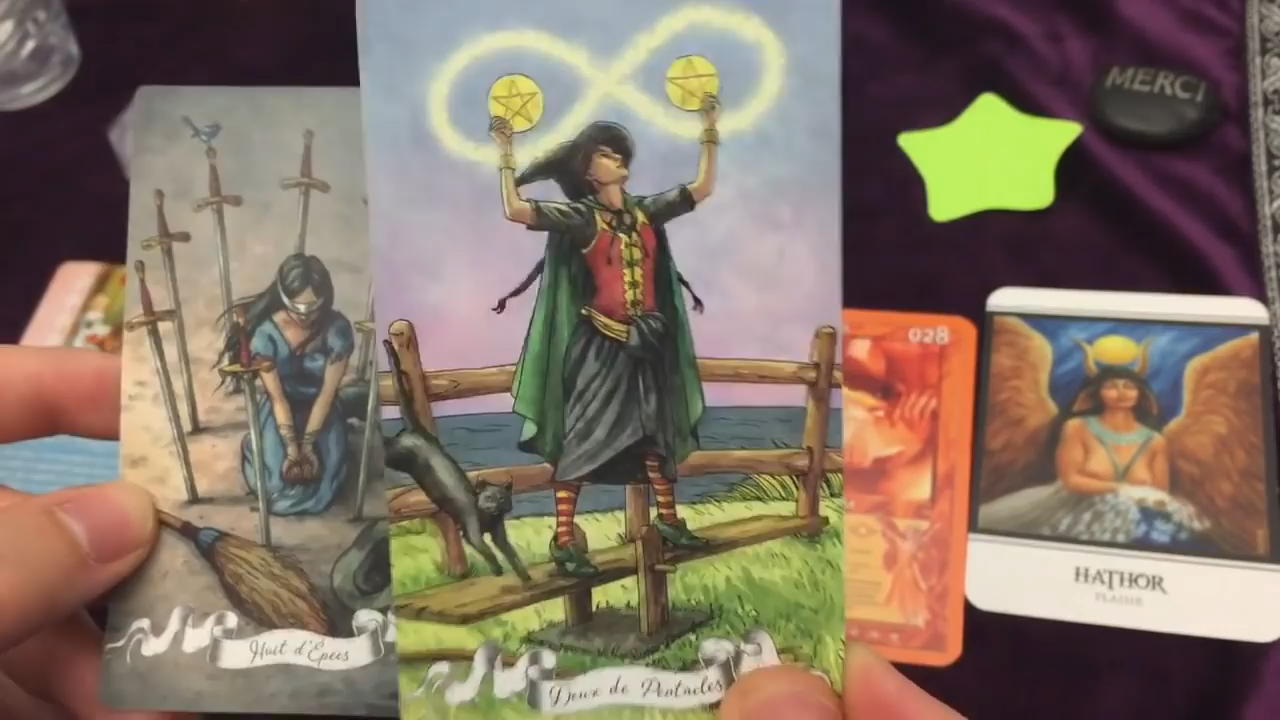 MERCI
028
HATHOR
PLAISIR
Huit d'Épées
Deux de Pentacles